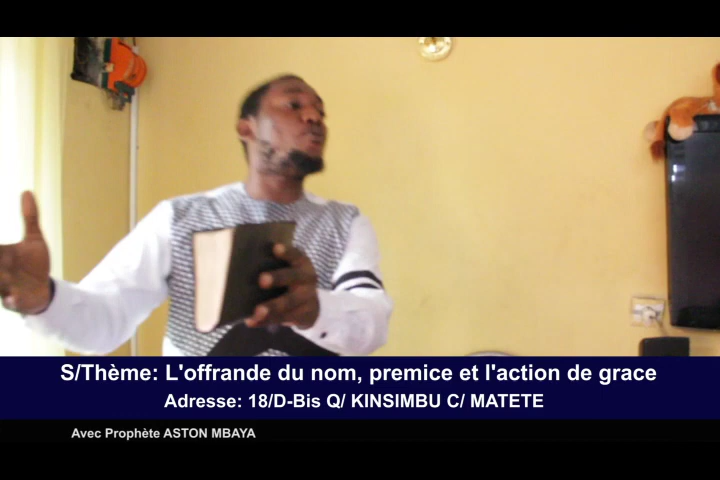 S/Thème: L'offrande du nom, premice et l'action de grace
Adresse: 18/D-Bis Q/ KINSIMBU C/ MATETE
Avec Prophète ASTON MBAYA